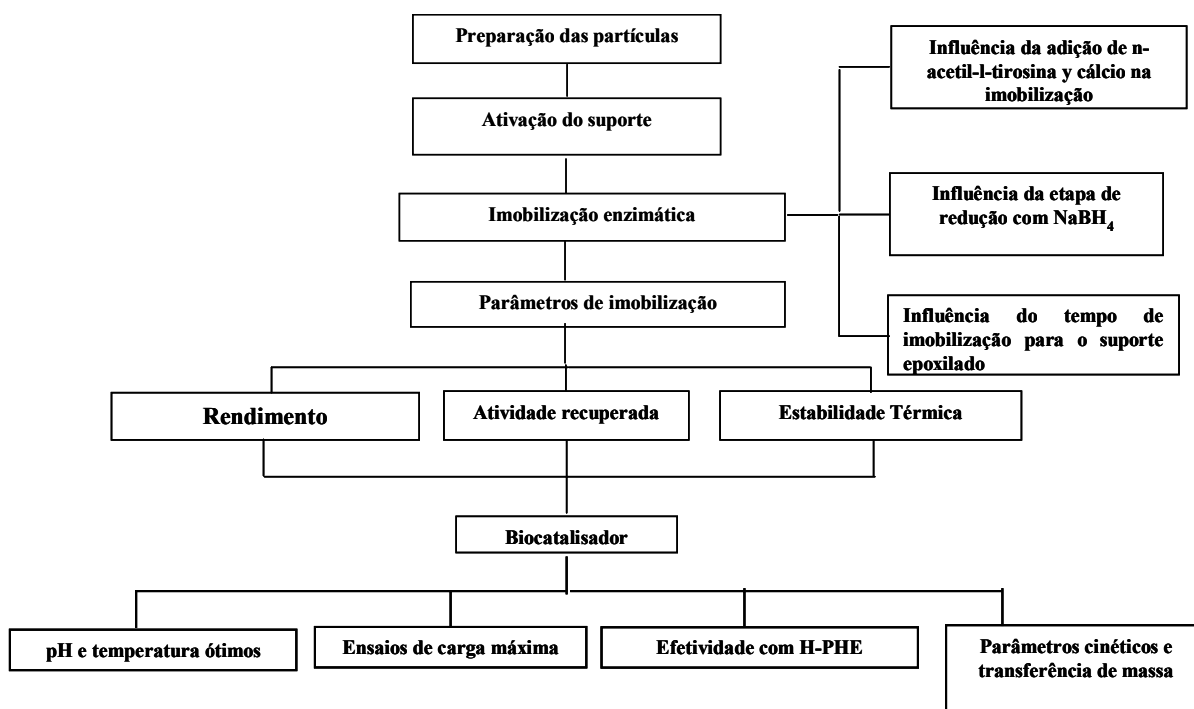 Preparação das partículas
Ativação do suporte
Imobilização enzimática
Parâmetros de imobilização
Influência da adição de n-
acetil-l-tirosina y cálcio na
imobilização
Influência da etapa de
redução com NaBH₄
Influência do tempo de
imobilização para o suporte
epoxilado
Rendimento
Atividade recuperada
Estabilidade Térmica
Biocatalisador
pH e temperatura ótimos
Ensaios de carga máxima
Efetividade com H-PHE
Parâmetros cinéticos e
transferência de massa